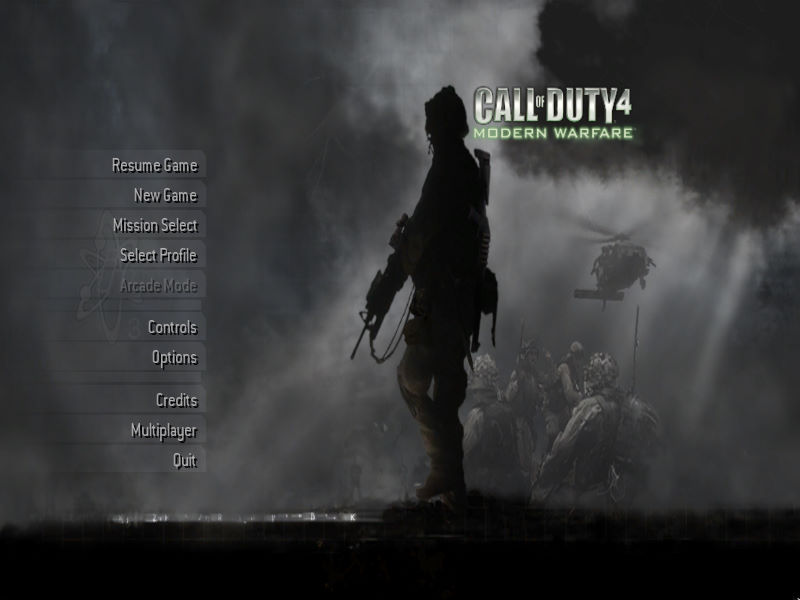 CALL OF DUTY 4
MODERN WARFARE
Resume Game
New Game
Mission Select
Select Profile
Arcade Mode
Controls
Options
Credits
Multiplayer
Quit